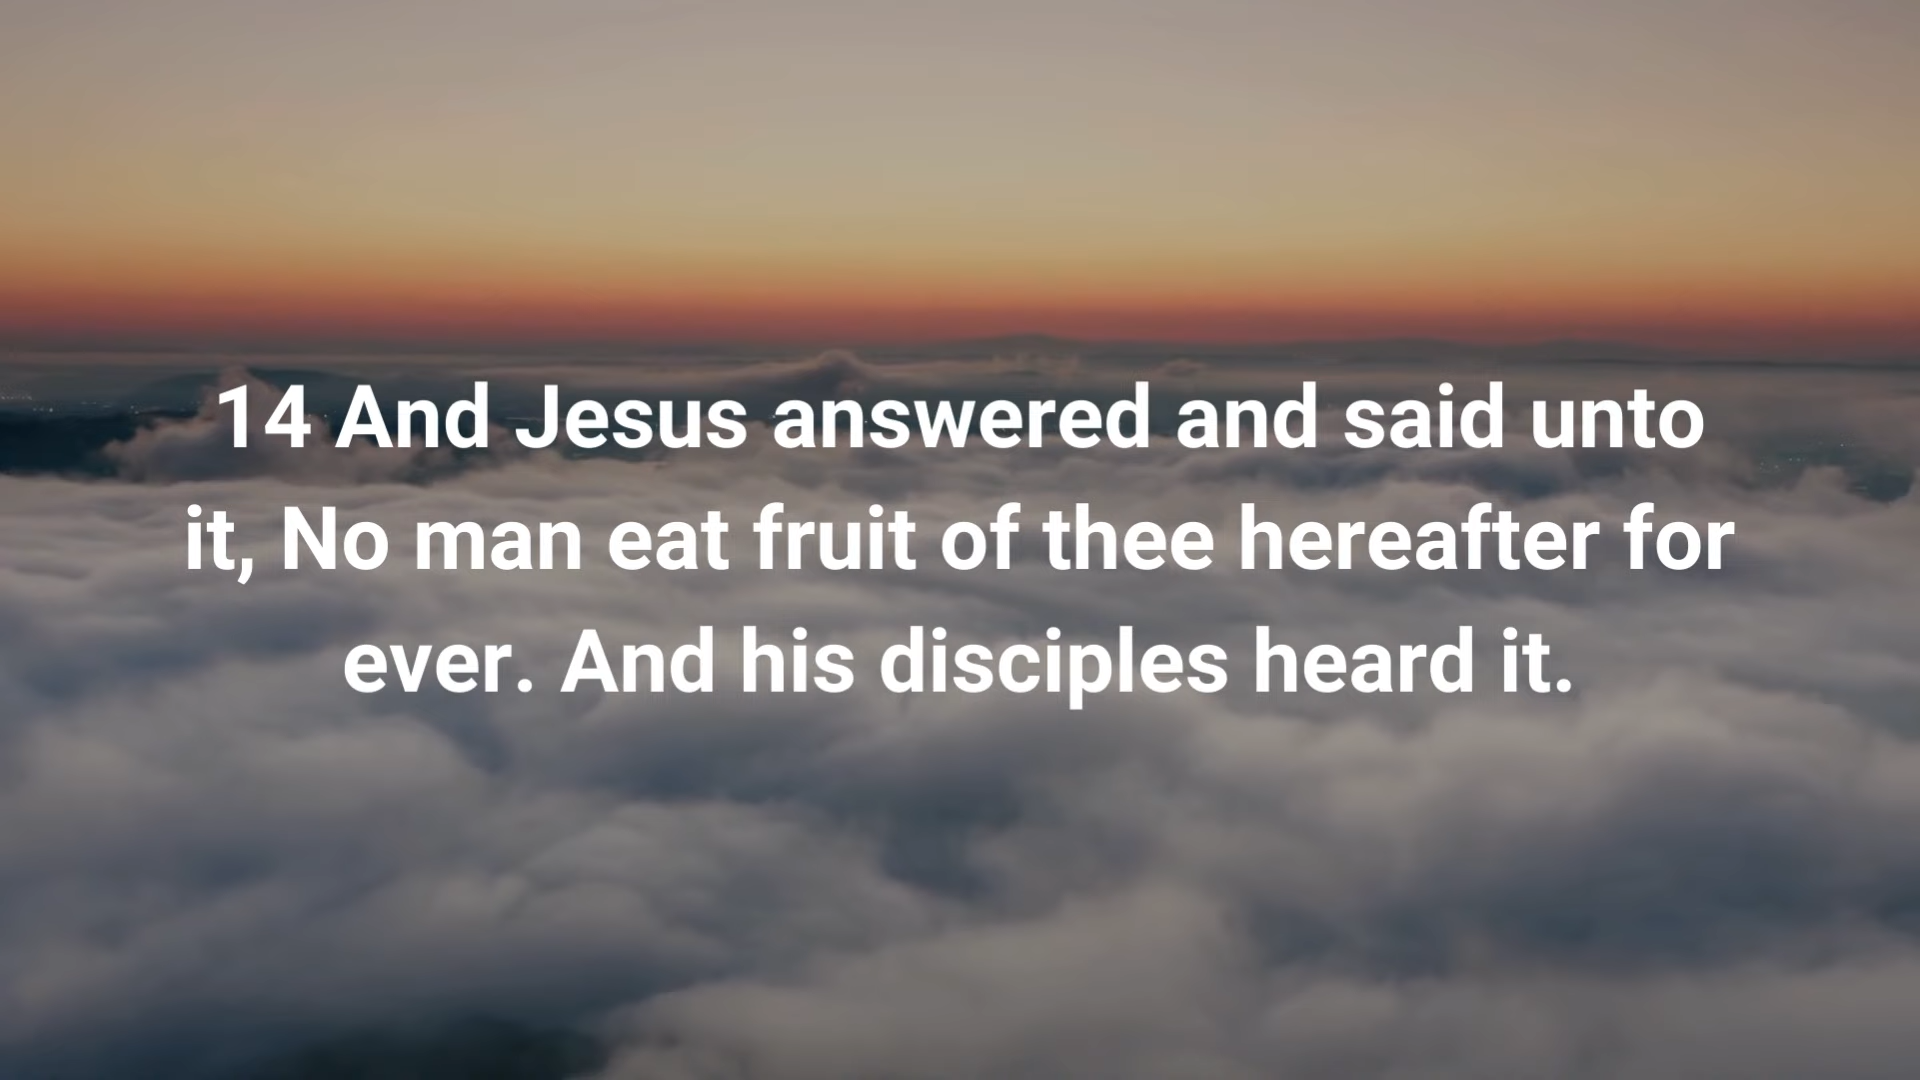 14 And Jesus answered and said unto
it, No man eat fruit of thee hereafter for
ever. And his disciples heard it.